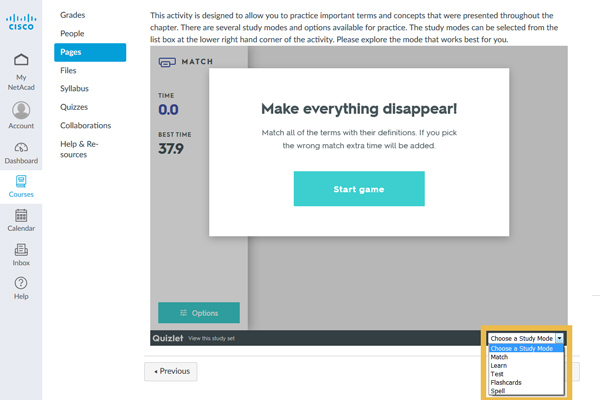 CISCO
My
NetAcad
Account
Dashboard
Courses
Calendar
Inbox
Help
Grades
People
Pages
Files
Syllabus
Quizzes
Collaborations
Help & Re-
sources
This activity is designed to allow you to practice important terms and concepts that were presented throughout the
chapter. There are several study modes and options available for practice. The study modes can be selected from the
list box at the lower right hand corner of the activity. Please explore the mode that works best for you.
MATCH
TIME
0.0
BEST TIME
37.9
Options
Make everything disappear!
Match all of the terms with their definitions. If you pick
the wrong match extra time will be added.
Start game
Quizlet View this study set
Choose a Study Mode
Choose a Study Mode
Match
Learn
Test
Flashcards
Spell
◂ Previous